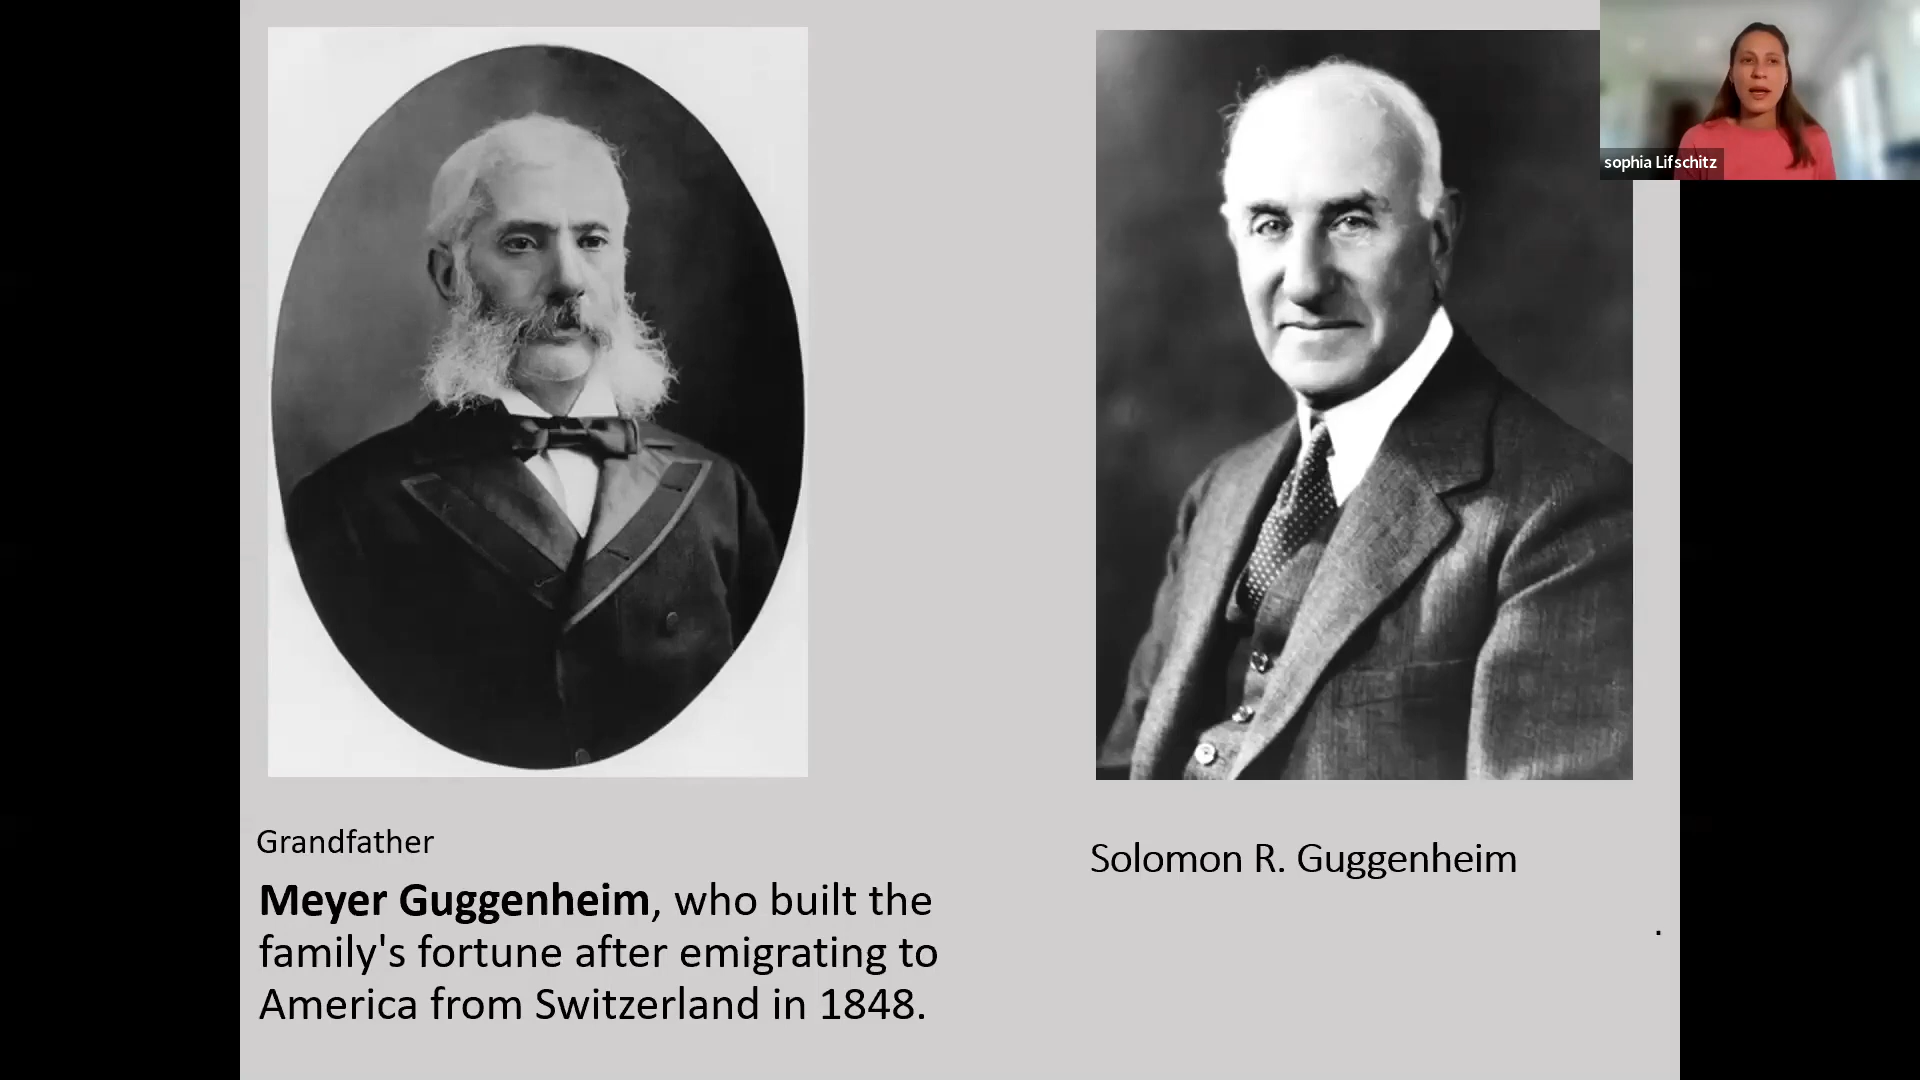 sophia Lifschitz
Grandfather
Meyer Guggenheim, who built the
family's fortune after emigrating to
America from Switzerland in 1848.
Solomon R. Guggenheim
.